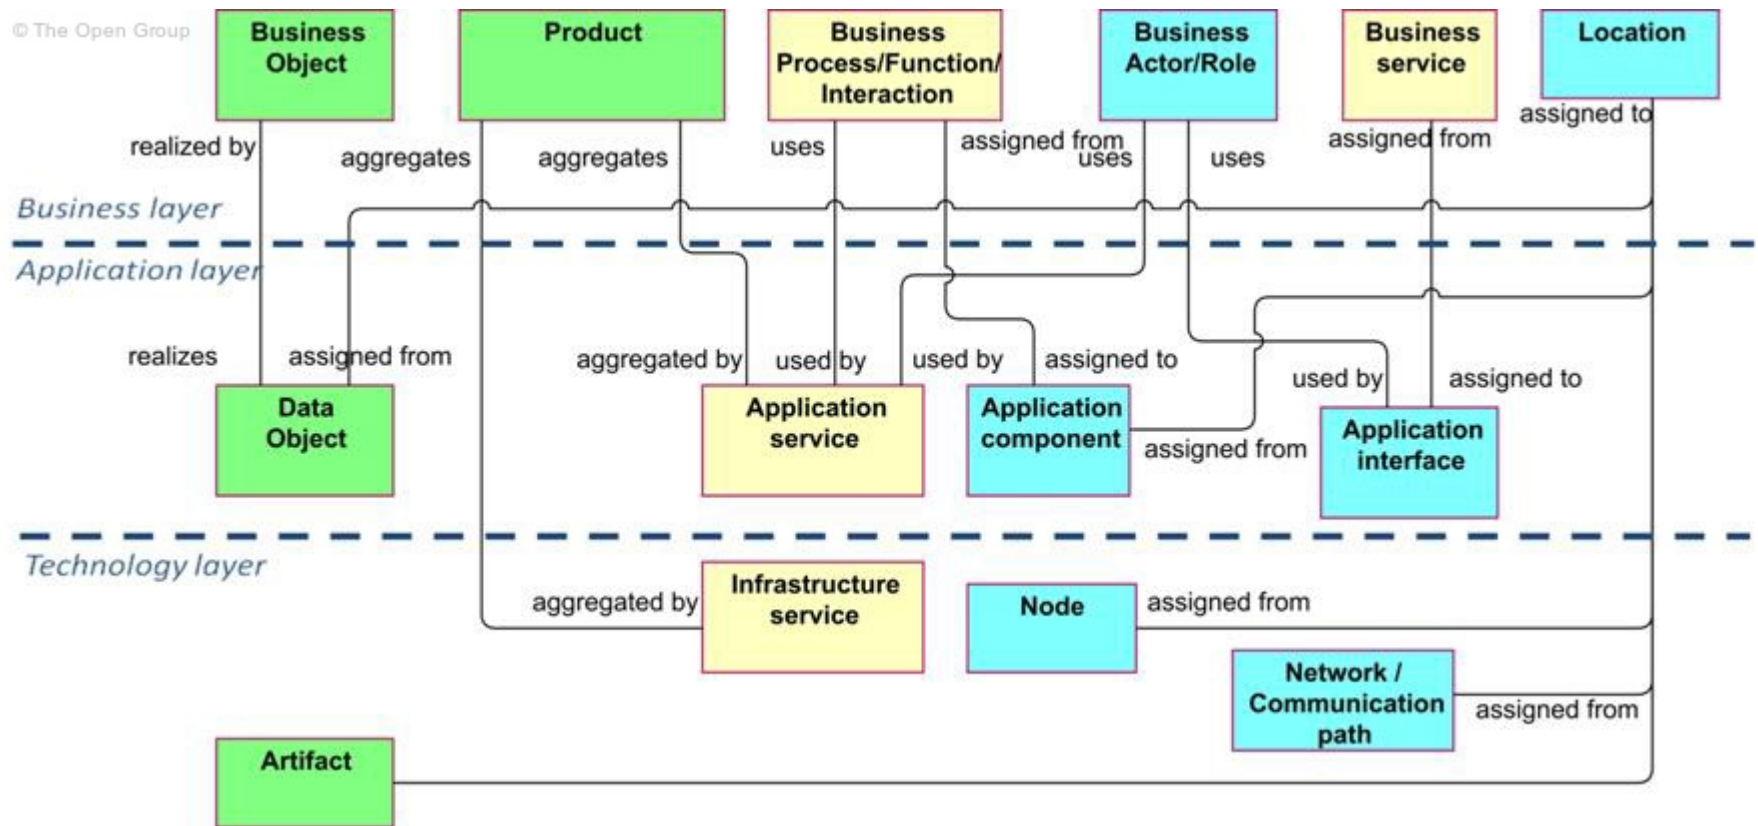 © The Open Group
Business
Object
Product
Business
Process/Function/
Interaction
Business
Actor/Role
Business
service
Location
realized by
aggregates
aggregates
uses
assigned from
uses
uses
assigned from
assigned to
Business layer
Application layer
realizes
assigned from
aggregated by
used by
used by
assigned to
used by
assigned to
Data
Object
Application
service
Application
component
assigned from
Application
interface
Technology layer
aggregated by
Infrastructure
service
Node
assigned from
Network /
Communication
path
assigned from
Artifact